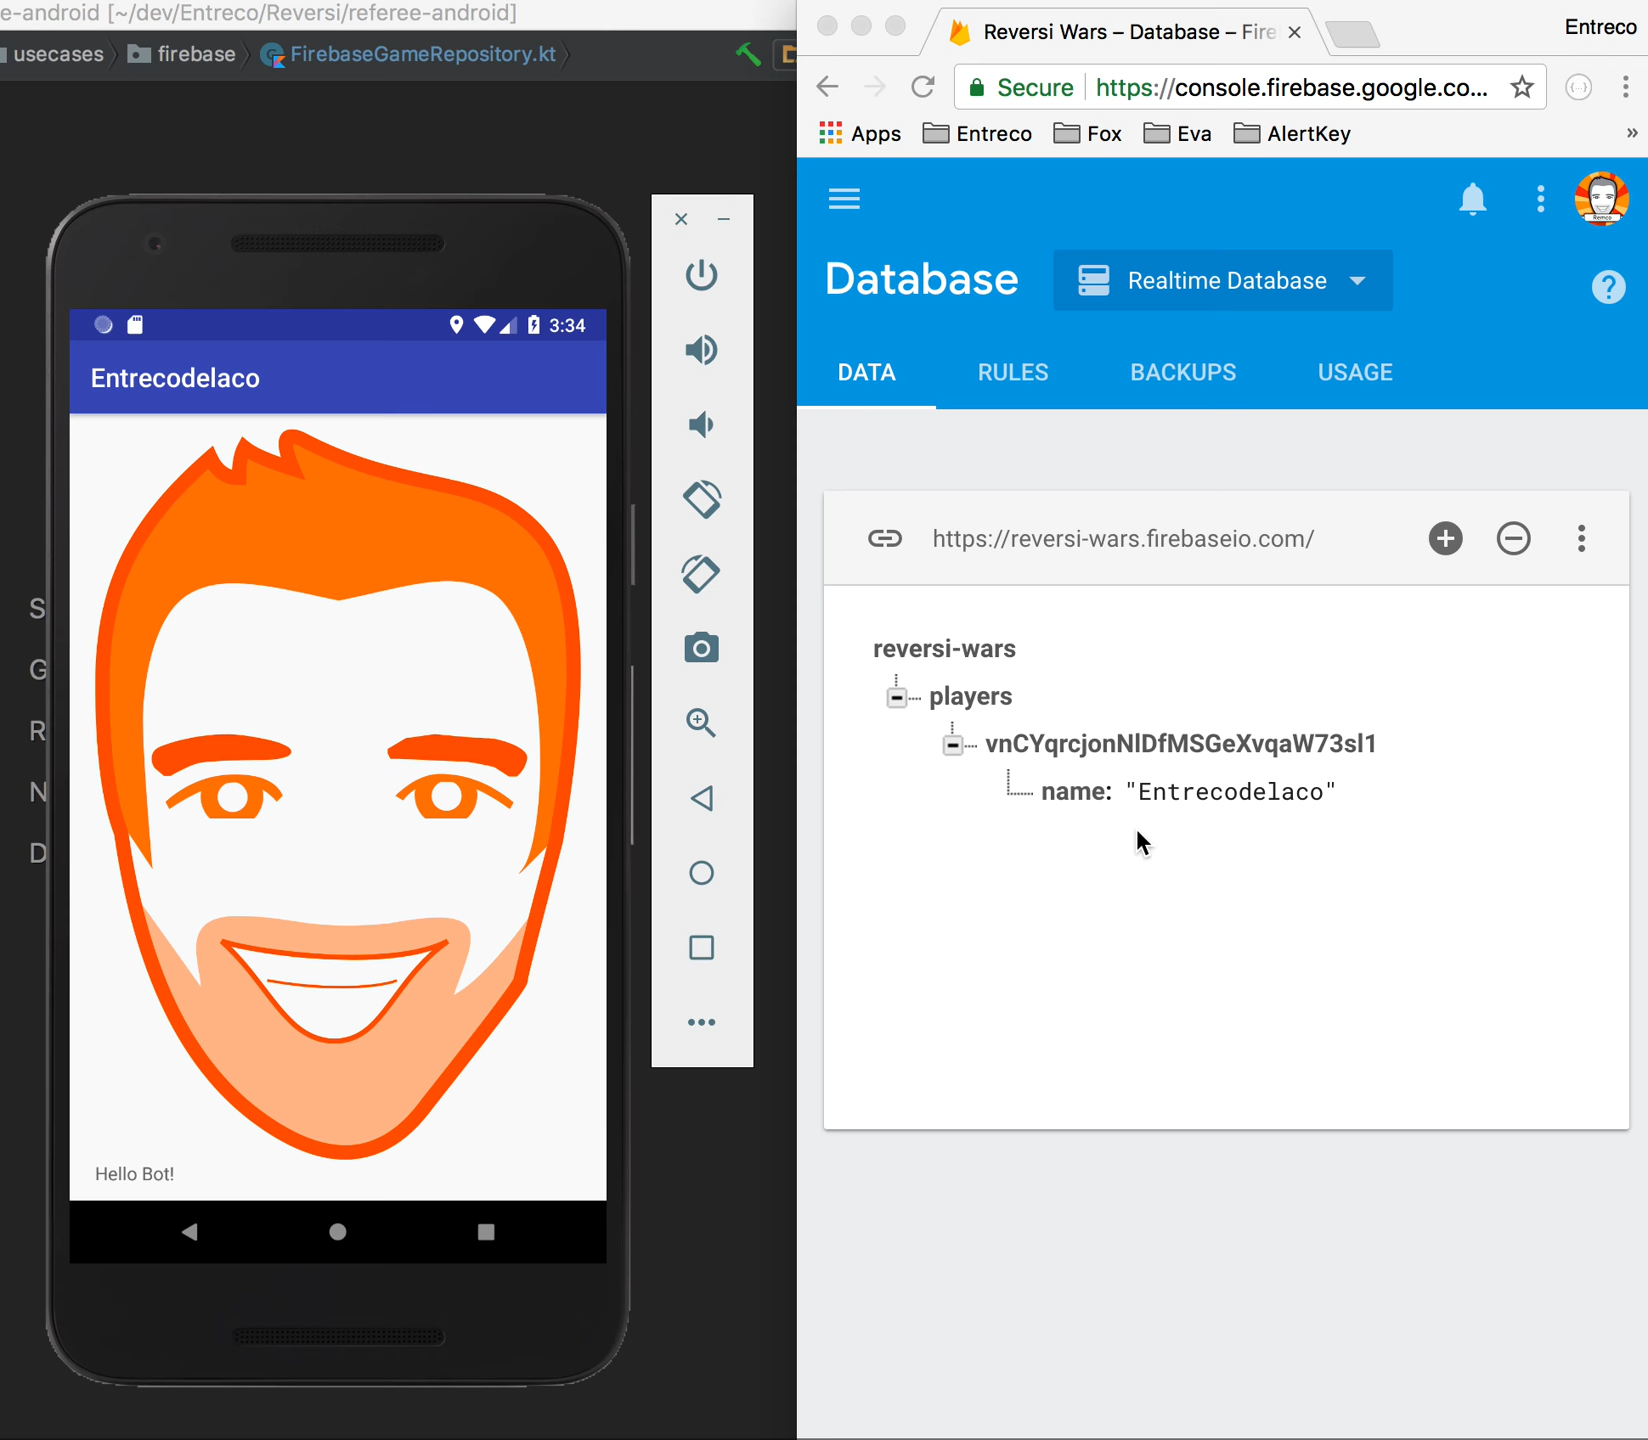 e-android [~/dev/Entreco/Reversi/referee-android]
usecases firebase FirebaseGameRepository.kt
S
G
R
N
D
3:34
Entrecodelaco
Hello Bot!
Reversi Wars – Database – Fire
Entreco
Secure https://console.firebase.google.co...
Apps Entreco Fox Eva AlertKey
»
Remco
Database Realtime Database
?
DATA RULES BACKUPS USAGE
https://reversi-wars.firebaseio.com/
reversi-wars
players
vnCYqrcjonNlDfMSGeXvqaW73sl1
name: "Entrecodelaco"